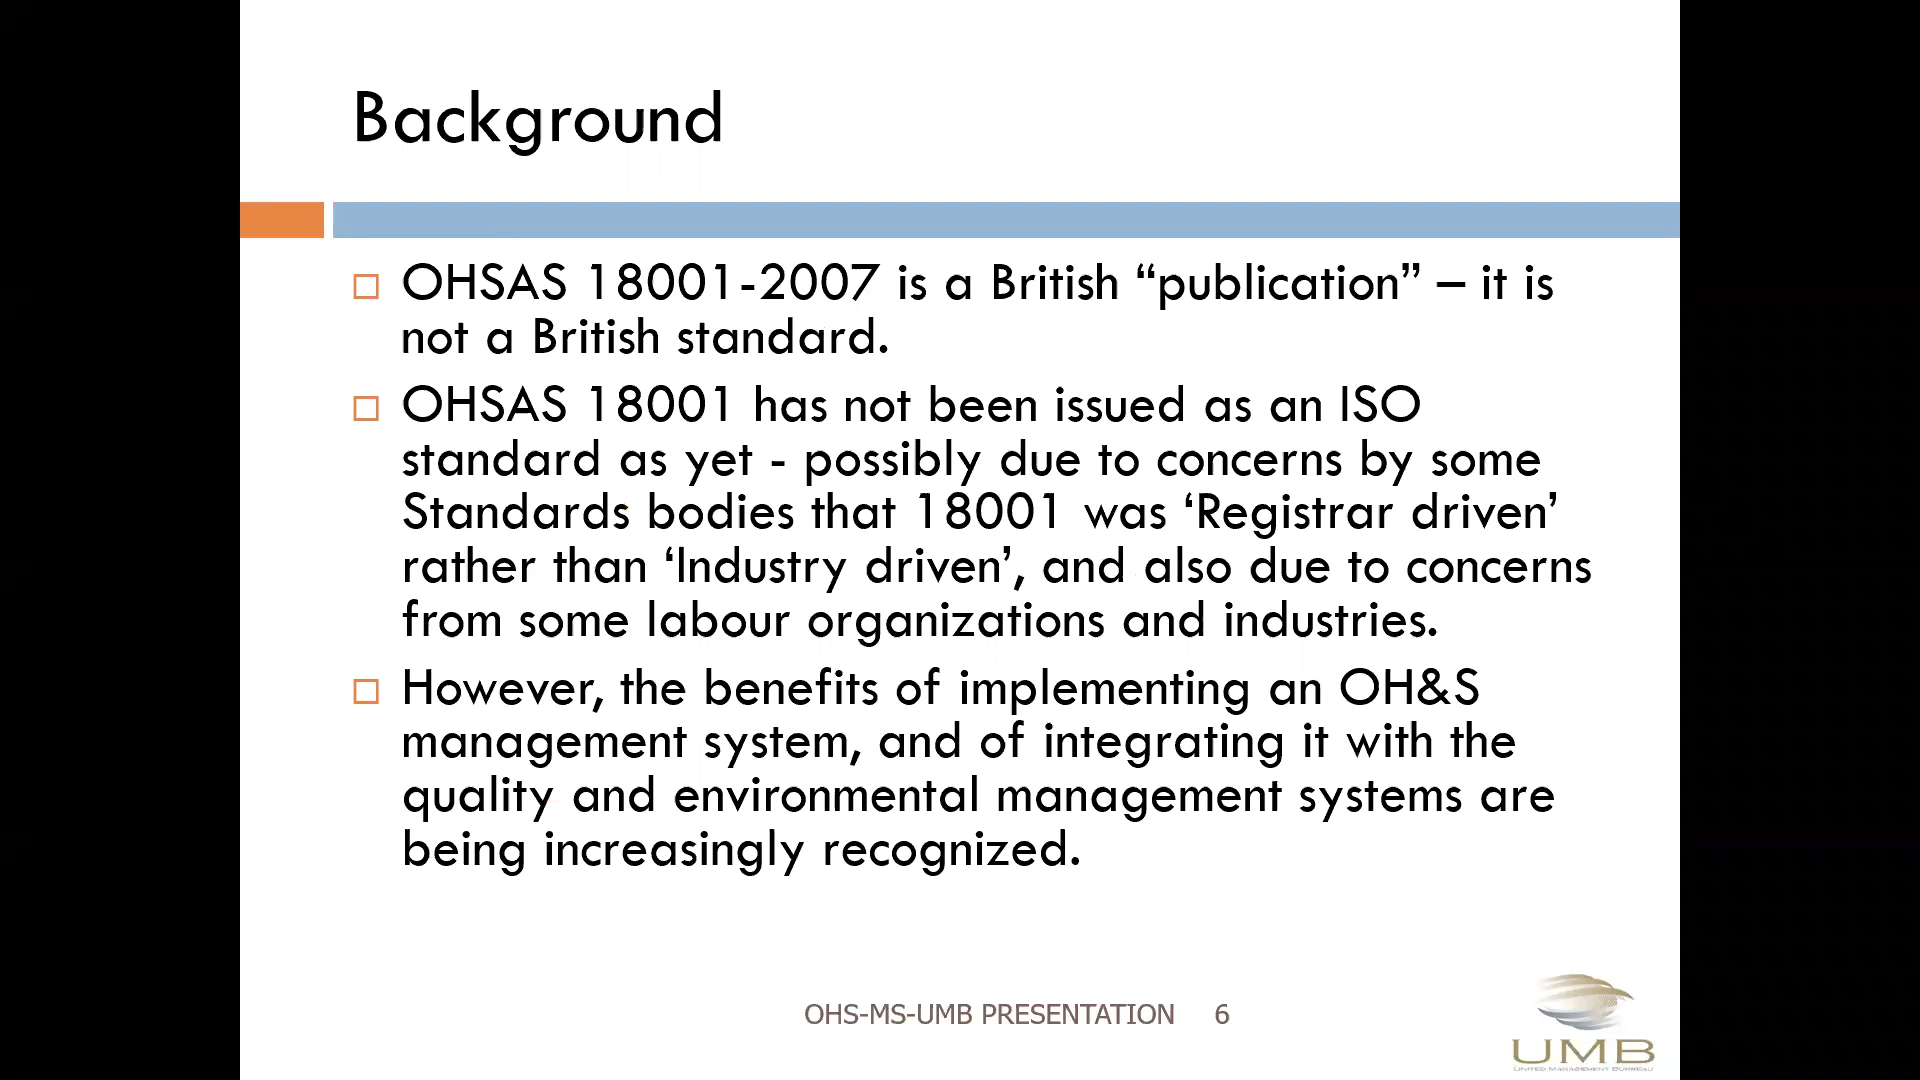 Background
OHSAS 18001-2007 is a British “publication” – it is
not a British standard.
OHSAS 18001 has not been issued as an ISO
standard as yet - possibly due to concerns by some
Standards bodies that 18001 was ‘Registrar driven’
rather than ‘Industry driven’, and also due to concerns
from some labour organizations and industries.
However, the benefits of implementing an OH&S
management system, and of integrating it with the
quality and environmental management systems are
being increasingly recognized.
OHS-MS-UMB PRESENTATION 6
UMB